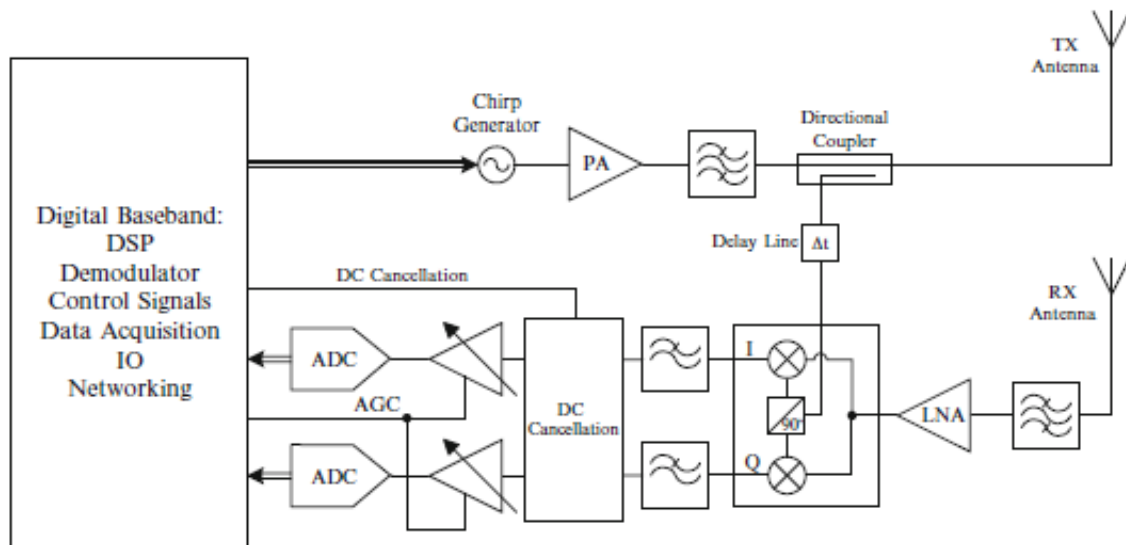 TX
Antenna
Chirp
Generator
Directional
Coupler
PA
Digital Baseband:
DSP
Demodulator
Control Signals
Data Acquisition
IO
Networking
Delay Line
Δt
DC Cancellation
RX
Antenna
ADC
I
AGC
DC
Cancellation
90°
LNA
ADC
Q